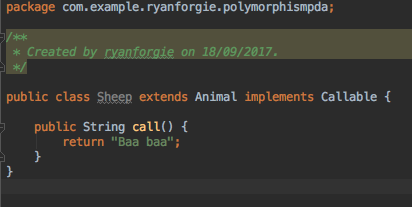 package com.example.ryanforgie.polymorphismpda;
/**
 * Created by ryanforgie on 18/09/2017.
 */
public class Sheep extends Animal implements Callable {
    public String call() {
        return "Baa baa";
    }
}